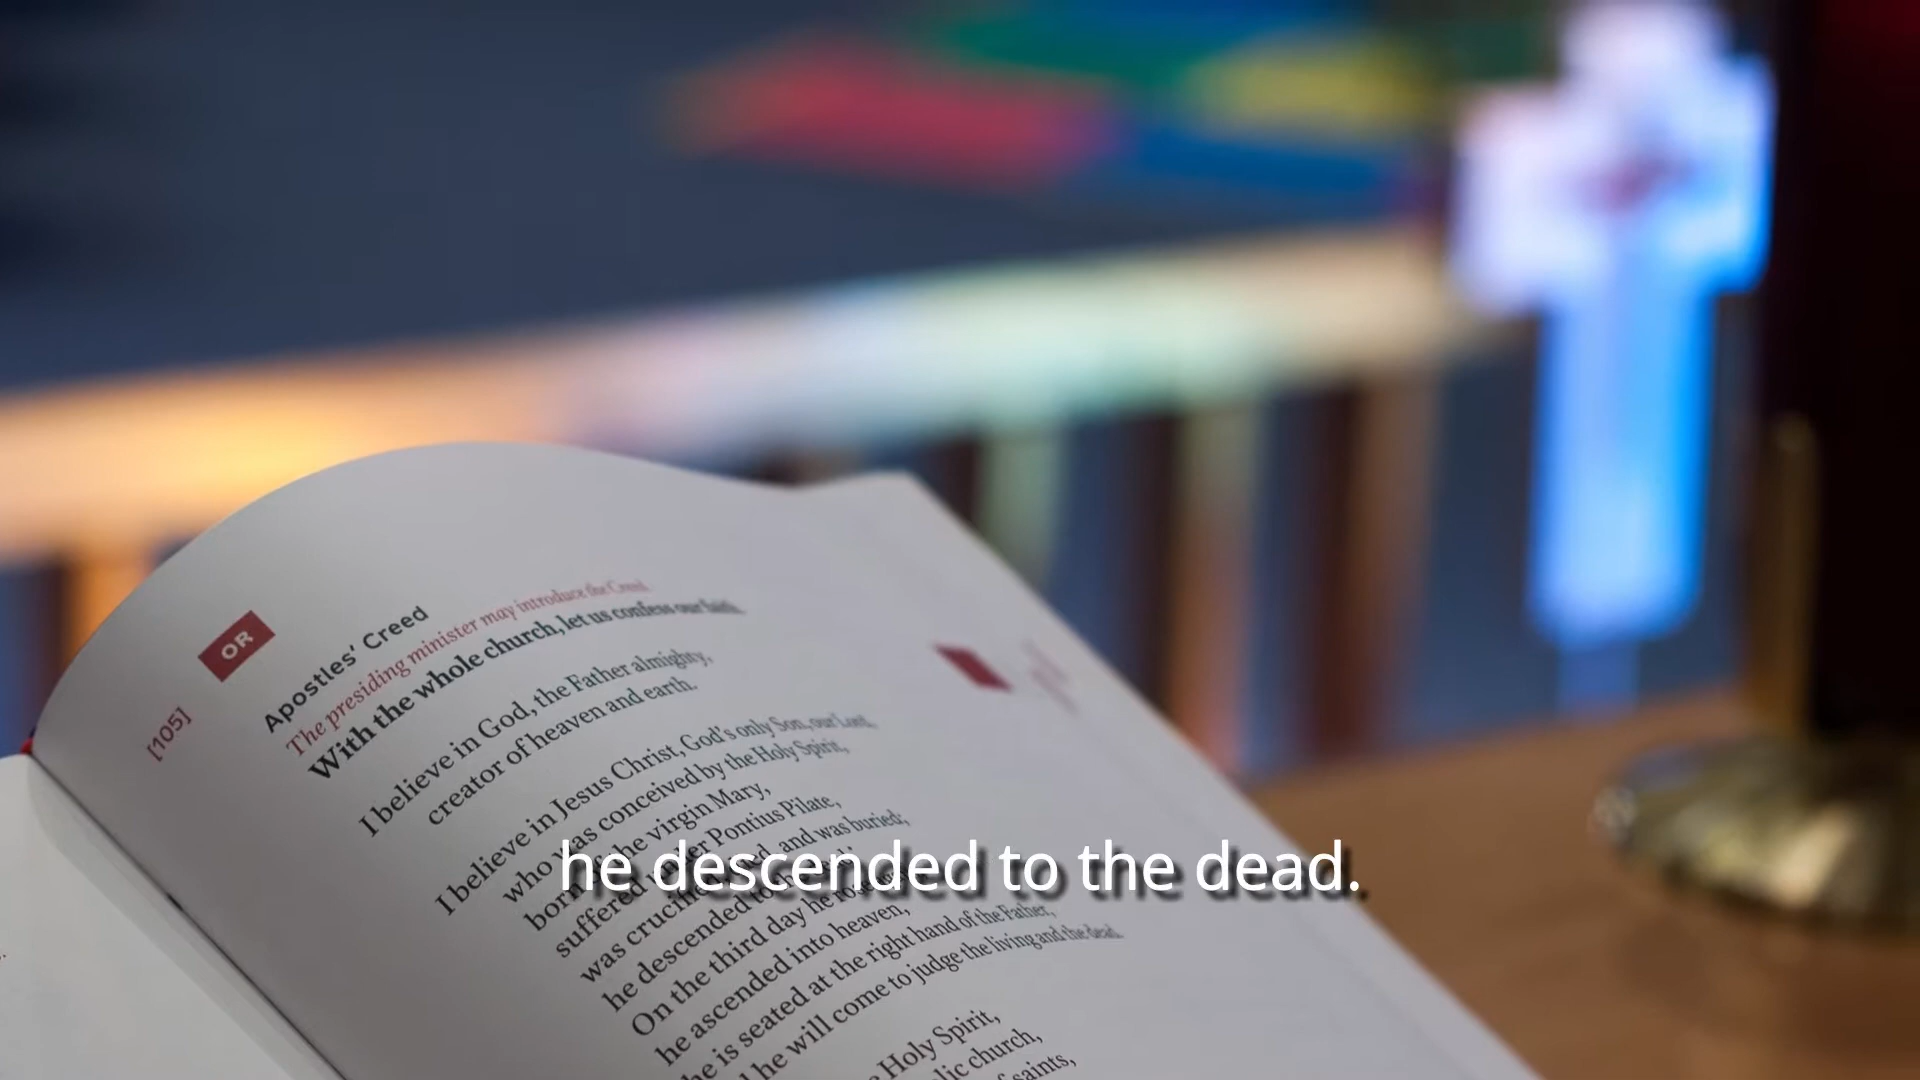 OR
[105]
Apostles' Creed
The presiding minister may introduce the Creed.
With the whole church, let us confess our faith.
I believe in God, the Father almighty,
creator of heaven and earth.
I believe in Jesus Christ, God's only Son, our Lord,
who was conceived by the Holy Spirit,
born of the virgin Mary,
suffered under Pontius Pilate,
was crucified, and was buried;
he descended to the dead.
On the third day he rose
he ascended into heaven,
he is seated at the right hand of the Father,
he will come to judge the living and the dead.
Holy Spirit,
church,
saints,
he descended to the dead.